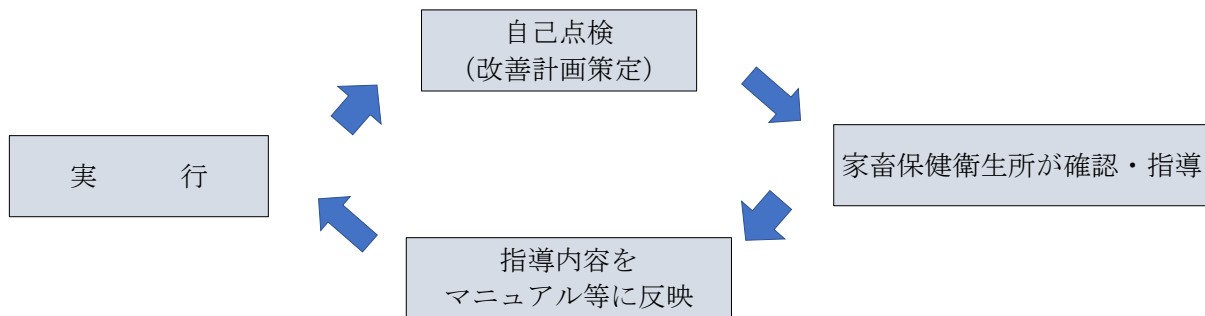 自己点検
(改善計画策定)
家畜保健衛生所が確認・指導
指導内容を
マニュアル等に反映
実　　　行